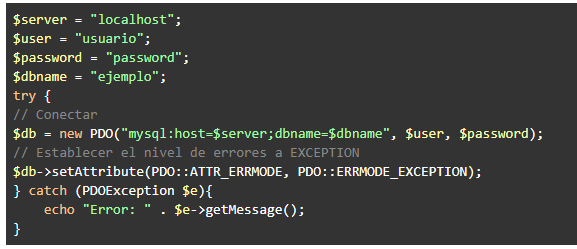 $server = "localhost";
$user = "usuario";
$password = "password";
$dbname = "ejemplo";
try {
// Conectar
$db = new PDO("mysql:host=$server;dbname=$dbname", $user, $password);
// Establecer el nivel de errores a EXCEPTION
$db->setAttribute(PDO::ATTR_ERRMODE, PDO::ERRMODE_EXCEPTION);
} catch (PDOException $e){
    echo "Error: " . $e->getMessage();
}